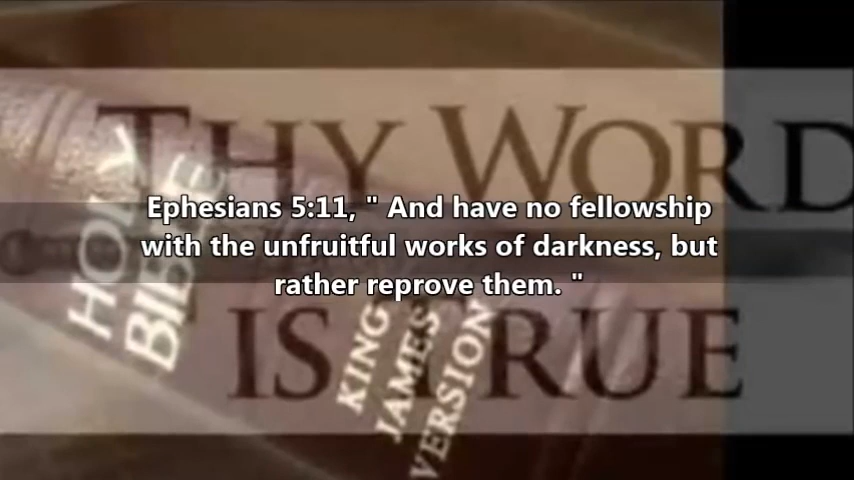 THY WORD
HOLY
BIBLE
Ephesians 5:11, " And have no fellowship
with the unfruitful works of darkness, but
rather reprove them. "
IS TRUE
KING
JAMES
VERSION